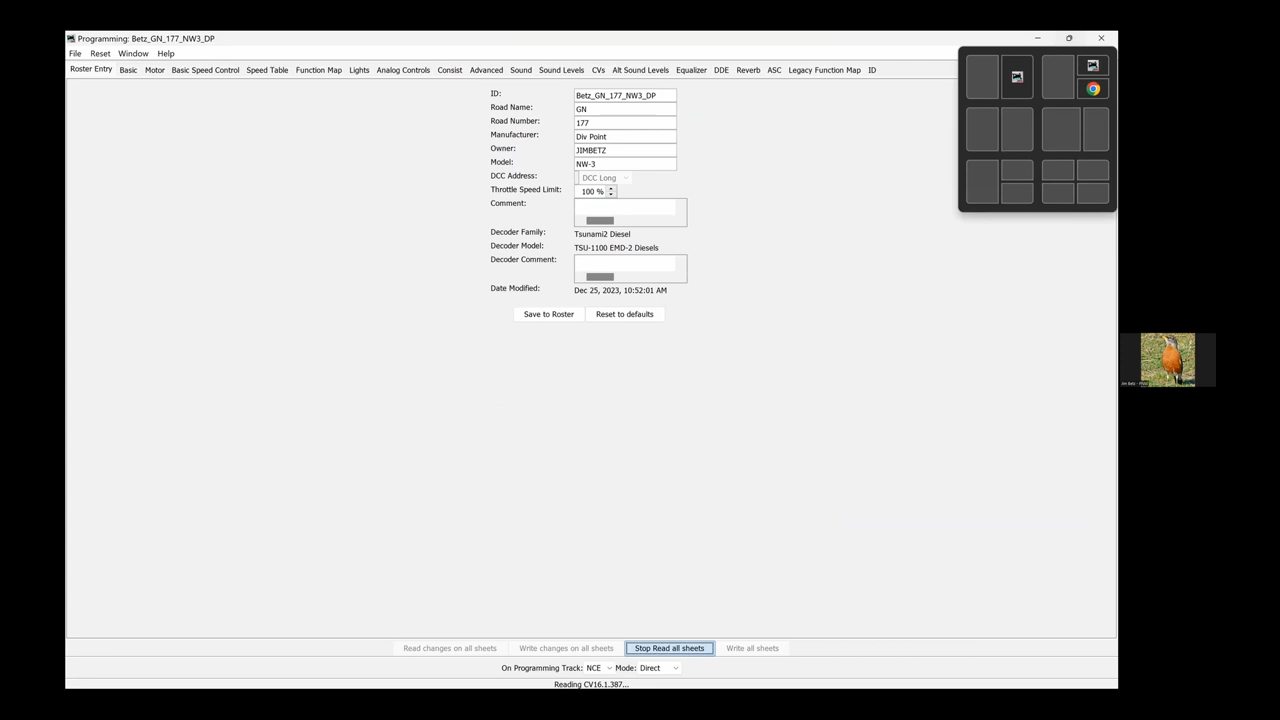 Programming: Betz_GN_177_NW3_DP
File Reset Window Help
Roster Entry Basic Motor Basic Speed Control Speed Table Function Map Lights Analog Controls Consist Advanced Sound Sound Levels CVs Alt Sound Levels Equalizer DDE Reverb ASC Legacy Function Map ID
ID: Betz_GN_177_NW3_DP
Road Name: GN
Road Number: 177
Manufacturer: Div Point
Owner: JIMBETZ
Model: NW-3
DCC Address: DCC Long
Throttle Speed Limit: 100 %
Comment:
Decoder Family: Tsunami2 Diesel
Decoder Model: TSU-1100 EMD-2 Diesels
Decoder Comment:
Date Modified: Dec 25, 2023, 10:52:01 AM
Save to Roster Reset to defaults
Read changes on all sheets Write changes on all sheets Stop Read all sheets Write all sheets
On Programming Track: NCE Mode: Direct
Reading CV16.1.387...